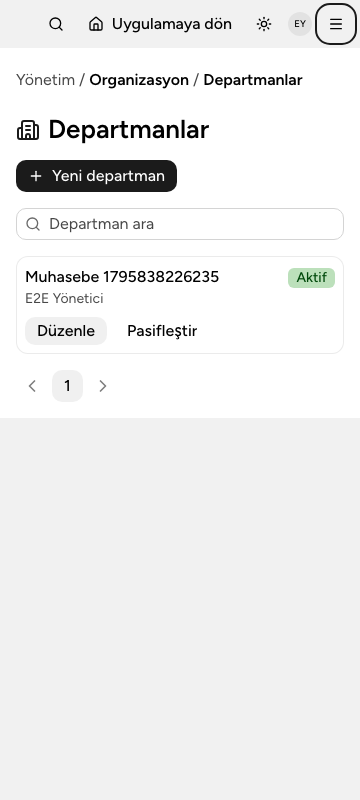 Uygulamaya dön
EY
Yönetim / Organizasyon / Departmanlar
Departmanlar
Yeni departman
Departman ara
Muhasebe 1795838226235
Aktif
E2E Yönetici
Düzenle
Pasifleştir
1